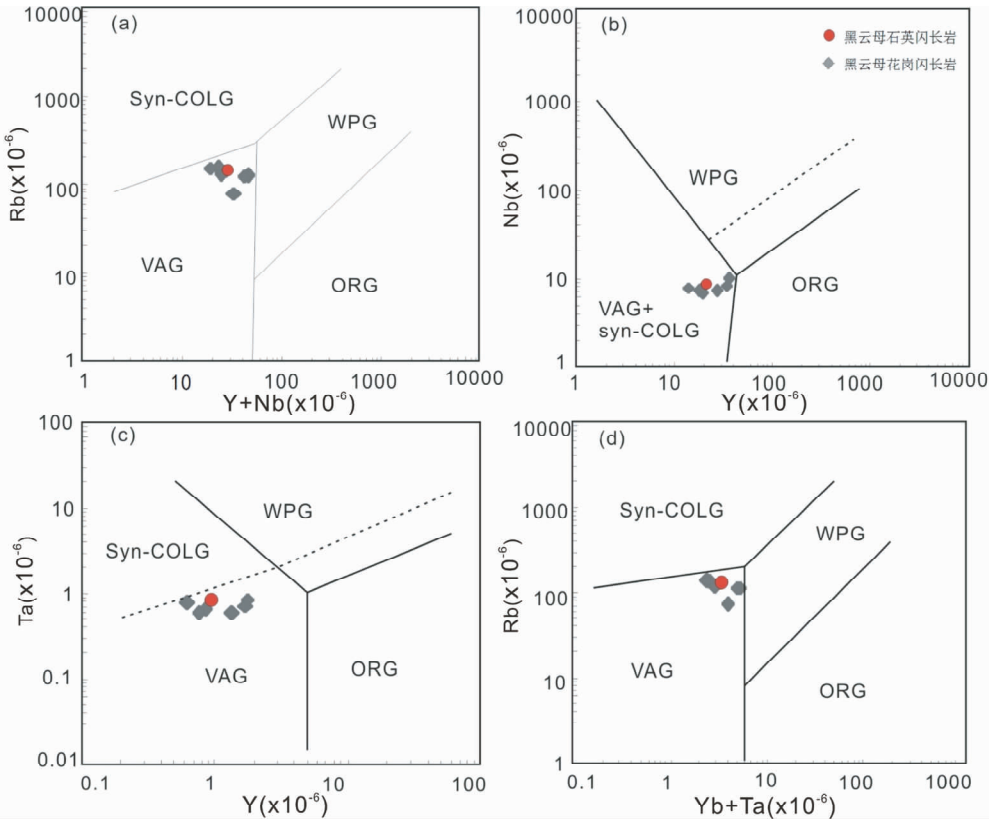 (a)
10000
1000
100
10
1
Rb(x10⁻⁶)
Syn-COLG
WPG
VAG
ORG
1 10 100 1000 10000
Y+Nb(x10⁻⁶)
(b)
黑云母石英闪长岩
黑云母花岗闪长岩
10000
1000
100
10
1
Nb(x10⁻⁶)
WPG
ORG
VAG+
syn-COLG
1 10 100 1000 10000
Y(x10⁻⁶)
(c)
100
10
1
0.1
0.01
Ta(x10⁻⁶)
WPG
Syn-COLG
VAG
ORG
0.1 1 10 100
Y(x10⁻⁶)
(d)
10000
1000
100
10
1
Rb(x10⁻⁶)
Syn-COLG
WPG
VAG
ORG
0.1 1 10 100 1000
Yb+Ta(x10⁻⁶)